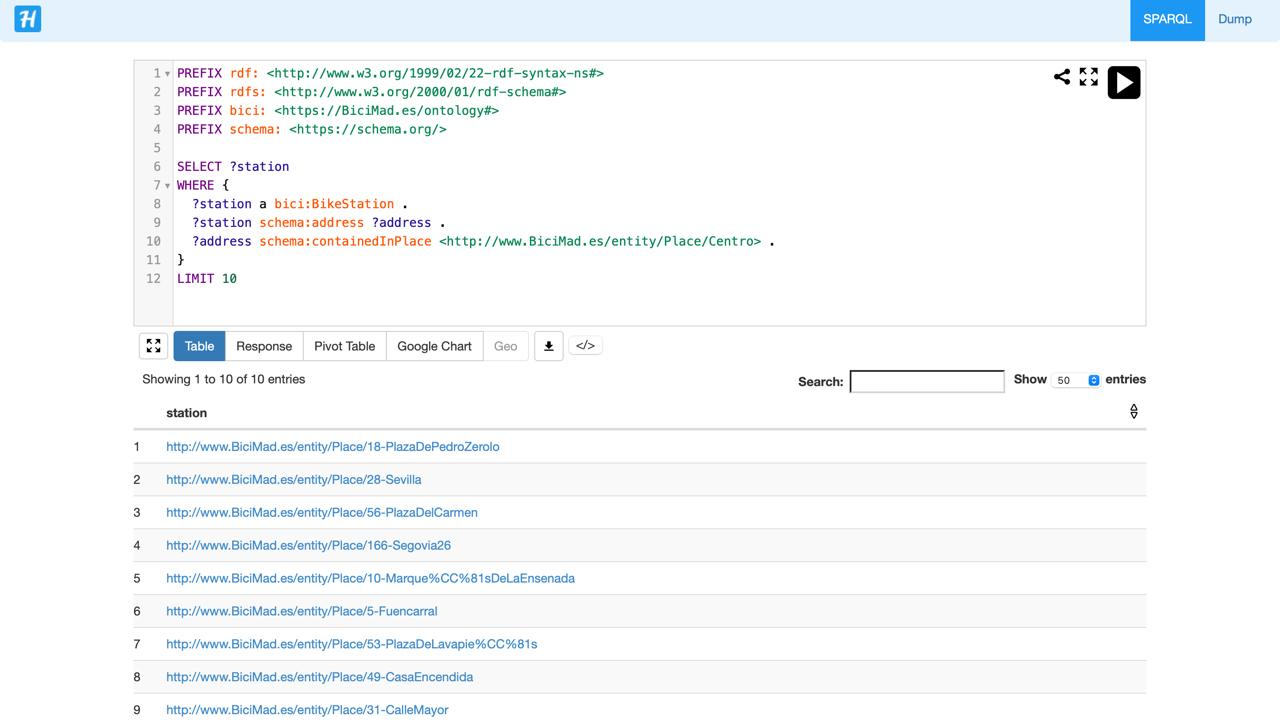 H
SPARQL Dump
1 PREFIX rdf: <http://www.w3.org/1999/02/22-rdf-syntax-ns#>
2 PREFIX rdfs: <http://www.w3.org/2000/01/rdf-schema#>
3 PREFIX bici: <https://BiciMad.es/ontology#>
4 PREFIX schema: <https://schema.org/>
5
6 SELECT ?station
7 WHERE {
8 ?station a bici:BikeStation .
9 ?station schema:address ?address .
10 ?address schema:containedInPlace <http://www.BiciMad.es/entity/Place/Centro> .
11 }
12 LIMIT 10
Table Response Pivot Table Google Chart Geo </>
Showing 1 to 10 of 10 entries Search: Show 50 entries
station
1 http://www.BiciMad.es/entity/Place/18-PlazaDePedroZerolo
2 http://www.BiciMad.es/entity/Place/28-Sevilla
3 http://www.BiciMad.es/entity/Place/56-PlazaDelCarmen
4 http://www.BiciMad.es/entity/Place/166-Segovia26
5 http://www.BiciMad.es/entity/Place/10-Marque%CC%81sDeLaEnsenada
6 http://www.BiciMad.es/entity/Place/5-Fuencarral
7 http://www.BiciMad.es/entity/Place/53-PlazaDeLavapie%CC%81s
8 http://www.BiciMad.es/entity/Place/49-CasaEncendida
9 http://www.BiciMad.es/entity/Place/31-CalleMayor